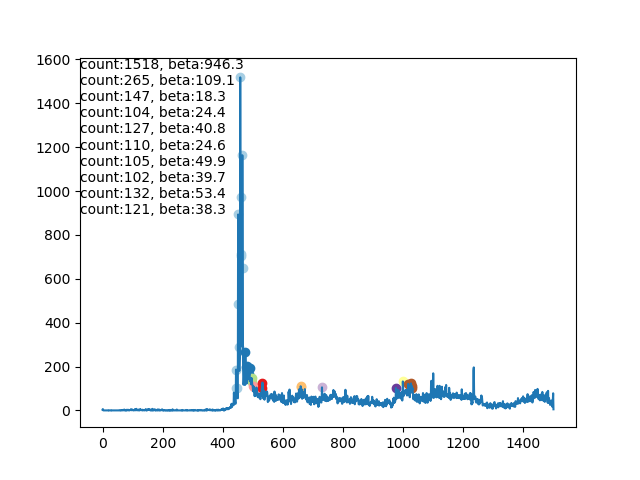 1600
count:1518, beta:946.3
count:265, beta:109.1
1400
count:147, beta:18.3
count:104, beta:24.4
count:127, beta:40.8
1200
count:110, beta:24.6
count:105, beta:49.9
1000
count:102, beta:39.7
count:132, beta:53.4
count:121, beta:38.3
800
600
400
200
0
0 200 400 600 800 1000 1200 1400